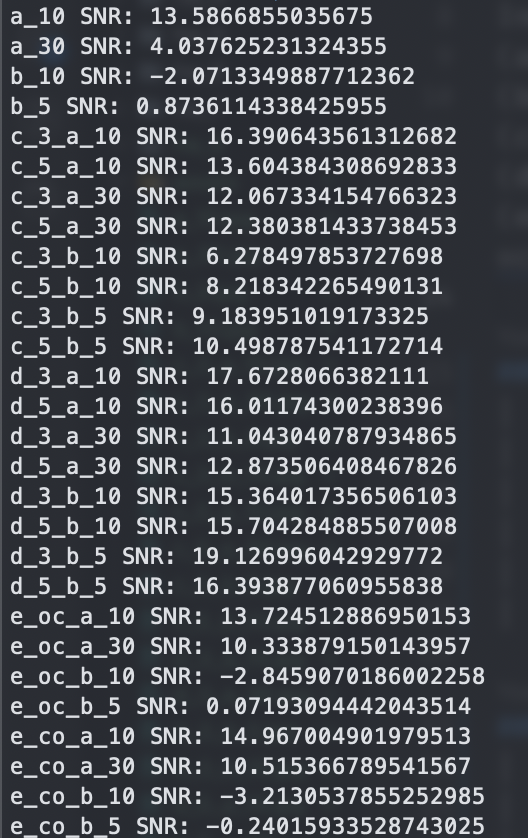 a_10 SNR: 13.5866855035675
a_30 SNR: 4.037625231324355
b_10 SNR: -2.0713349887712362
b_5 SNR: 0.8736114338425955
c_3_a_10 SNR: 16.390643561312682
c_5_a_10 SNR: 13.604384308692833
c_3_a_30 SNR: 12.067334154766323
c_5_a_30 SNR: 12.380381433738453
c_3_b_10 SNR: 6.278497853727698
c_5_b_10 SNR: 8.218342265490131
c_3_b_5 SNR: 9.183951019173325
c_5_b_5 SNR: 10.498787541172714
d_3_a_10 SNR: 17.6728066382111
d_5_a_10 SNR: 16.01174300238396
d_3_a_30 SNR: 11.043040787934865
d_5_a_30 SNR: 12.873506408467826
d_3_b_10 SNR: 15.364017356506103
d_5_b_10 SNR: 15.704284885507008
d_3_b_5 SNR: 19.126996042929772
d_5_b_5 SNR: 16.393877060955838
e_oc_a_10 SNR: 13.724512886950153
e_oc_a_30 SNR: 10.333879150143957
e_oc_b_10 SNR: -2.8459070186002258
e_oc_b_5 SNR: 0.07193094442043514
e_co_a_10 SNR: 14.967004901979513
e_co_a_30 SNR: 10.515366789541567
e_co_b_10 SNR: -3.2130537855252985
e_co_b_5 SNR: -0.24015933528743025